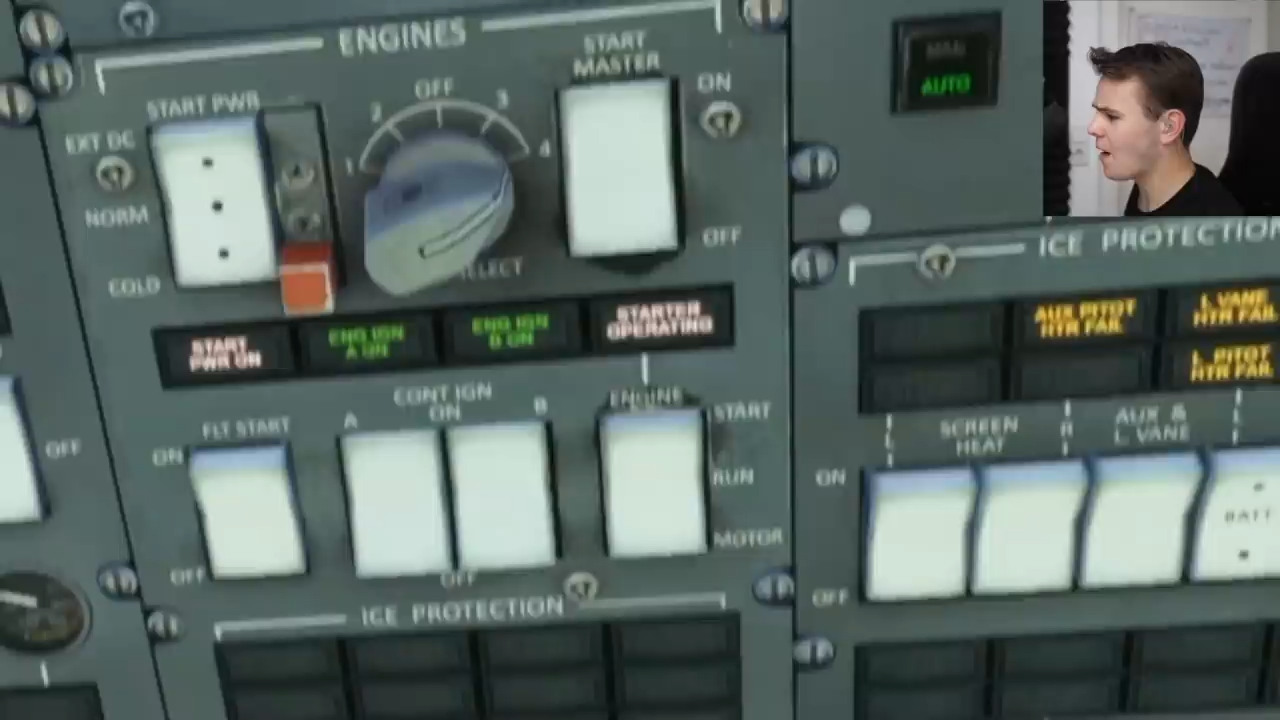 ENGINES
START PWR
EXT DC
NORM
COLD
OFF
1
2
3
4
START
MASTER
ON
OFF
START
PWR ON
ENG IGN
A ON
ENG IGN
B ON
STARTER
OPERATING
FLT START
ON
OFF
CONT IGN
ON
A
B
OFF
ENGINE
START
RUN
MOTOR
OFF
ICE PROTECTION
AUTO
ICE PROTECTION
AUX PITOT
HTR FAIL
L VANE
HTR FAIL
L PITOT
HTR FAIL
L
SCREEN
HEAT
R
AUX &
L VANE
L
ON
OFF
BATT